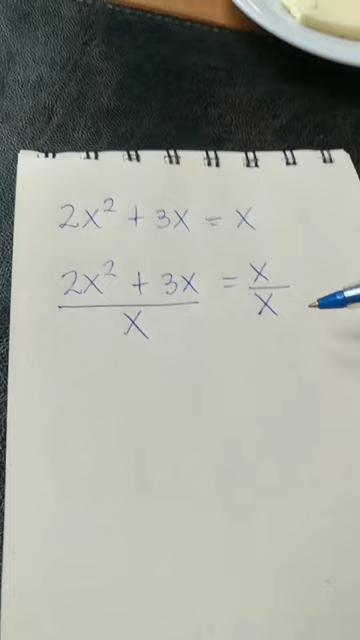 2x² + 3x = x
(2x² + 3x)/x = x/x